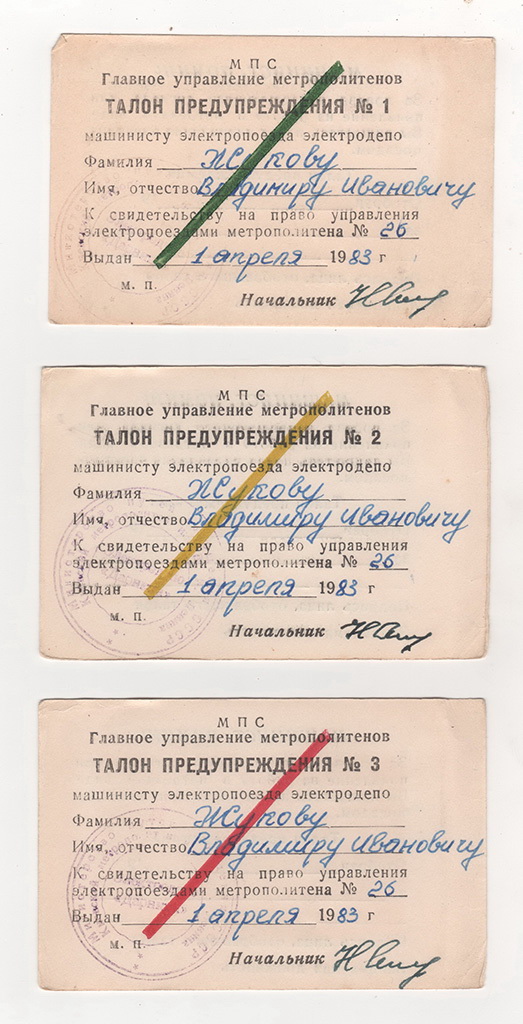 МПС
Главное управление метрополитенов
ТАЛОН ПРЕДУПРЕЖДЕНИЯ № 1
машинисту электропоезда электродепо
Фамилия Жукову
Имя, отчество Владимиру Ивановичу
К свидетельству на право управления
электропоездами метрополитена № 26
Выдан 1 апреля 1983 г
м. п.
Начальник
МПС
Главное управление метрополитенов
ТАЛОН ПРЕДУПРЕЖДЕНИЯ № 2
машинисту электропоезда электродепо
Фамилия Жукову
Имя, отчество Владимиру Ивановичу
К свидетельству на право управления
электропоездами метрополитена № 26
Выдан 1 апреля 1983 г
м. п.
Начальник
МПС
Главное управление метрополитенов
ТАЛОН ПРЕДУПРЕЖДЕНИЯ № 3
машинисту электропоезда электродепо
Фамилия Жукову
Имя, отчество Владимиру Ивановичу
К свидетельству на право управления
электропоездами метрополитена № 26
Выдан 1 апреля 1983 г
м. п.
Начальник